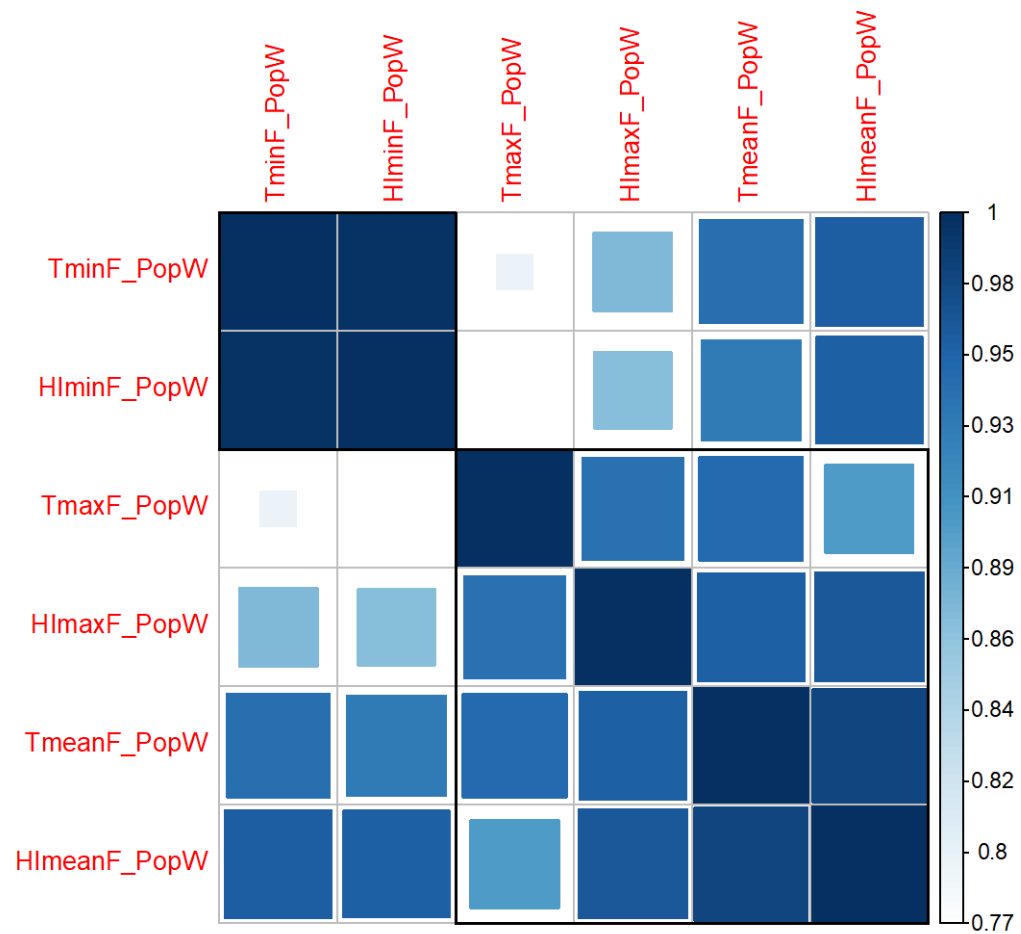 TminF_PopW
HIminF_PopW
TmaxF_PopW
HImaxF_PopW
TmeanF_PopW
HImeanF_PopW
TminF_PopW
HIminF_PopW
TmaxF_PopW
HImaxF_PopW
TmeanF_PopW
HImeanF_PopW
1
0.98
0.95
0.93
0.91
0.89
0.86
0.84
0.82
0.8
0.77